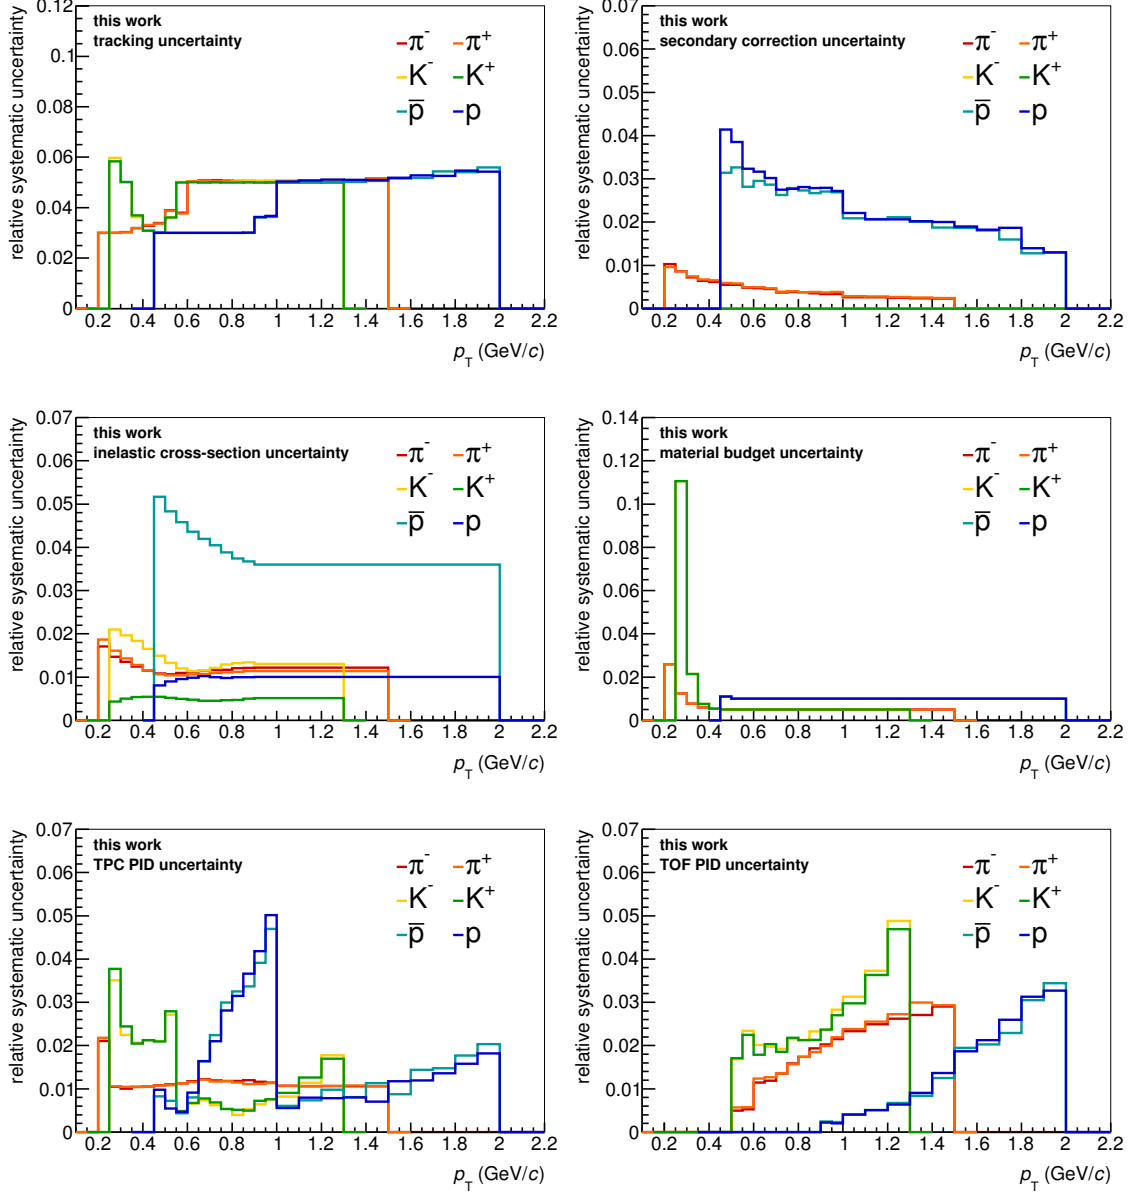 this work
tracking uncertainty
relative systematic uncertainty
0.12
0.1
0.08
0.06
0.04
0.02
0
π⁻ π⁺
K⁻ K⁺
p̅ p
0.2 0.4 0.6 0.8 1 1.2 1.4 1.6 1.8 2 2.2
p_T (GeV/c)
this work
secondary correction uncertainty
relative systematic uncertainty
0.07
0.06
0.05
0.04
0.03
0.02
0.01
0
π⁻ π⁺
K⁻ K⁺
p̅ p
0.2 0.4 0.6 0.8 1 1.2 1.4 1.6 1.8 2 2.2
p_T (GeV/c)
this work
inelastic cross-section uncertainty
relative systematic uncertainty
0.07
0.06
0.05
0.04
0.03
0.02
0.01
0
π⁻ π⁺
K⁻ K⁺
p̅ p
0.2 0.4 0.6 0.8 1 1.2 1.4 1.6 1.8 2 2.2
p_T (GeV/c)
this work
material budget uncertainty
relative systematic uncertainty
0.14
0.12
0.1
0.08
0.06
0.04
0.02
0
π⁻ π⁺
K⁻ K⁺
p̅ p
0.2 0.4 0.6 0.8 1 1.2 1.4 1.6 1.8 2 2.2
p_T (GeV/c)
this work
TPC PID uncertainty
relative systematic uncertainty
0.07
0.06
0.05
0.04
0.03
0.02
0.01
0
π⁻ π⁺
K⁻ K⁺
p̅ p
0.2 0.4 0.6 0.8 1 1.2 1.4 1.6 1.8 2 2.2
p_T (GeV/c)
this work
TOF PID uncertainty
relative systematic uncertainty
0.07
0.06
0.05
0.04
0.03
0.02
0.01
0
π⁻ π⁺
K⁻ K⁺
p̅ p
0.2 0.4 0.6 0.8 1 1.2 1.4 1.6 1.8 2 2.2
p_T (GeV/c)